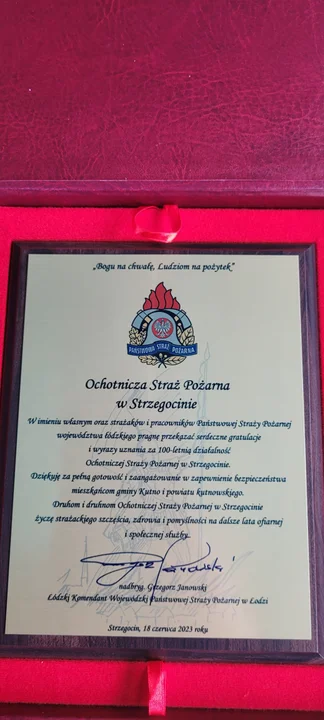 „Bogu na chwałę, Ludziom na pożytek”
PAŃSTWOWA STRAŻ POŻARNA
Ochotnicza Straż Pożarna
w Strzegocinie
W imieniu własnym oraz strażaków i pracowników Państwowej Straży Pożarnej
województwa łódzkiego pragnę przekazać serdeczne gratulacje
i wyrazy uznania za 100-letnią działalność
Ochotniczej Straży Pożarnej w Strzegocinie.
Dziękuję za pełną gotowość i zaangażowanie w zapewnienie bezpieczeństwa
mieszkańcom gminy Kutno i powiatu kutnowskiego.
Druhom i druhnom Ochotniczej Straży Pożarnej w Strzegocinie
życzę strażackiego szczęścia, zdrowia i pomyślności na dalsze lata ofiarnej
i społecznej służby.
nadbryg. Grzegorz Janowski
Łódzki Komendant Wojewódzki Państwowej Straży Pożarnej w Łodzi
Strzegocin, 18 czerwca 2023 roku